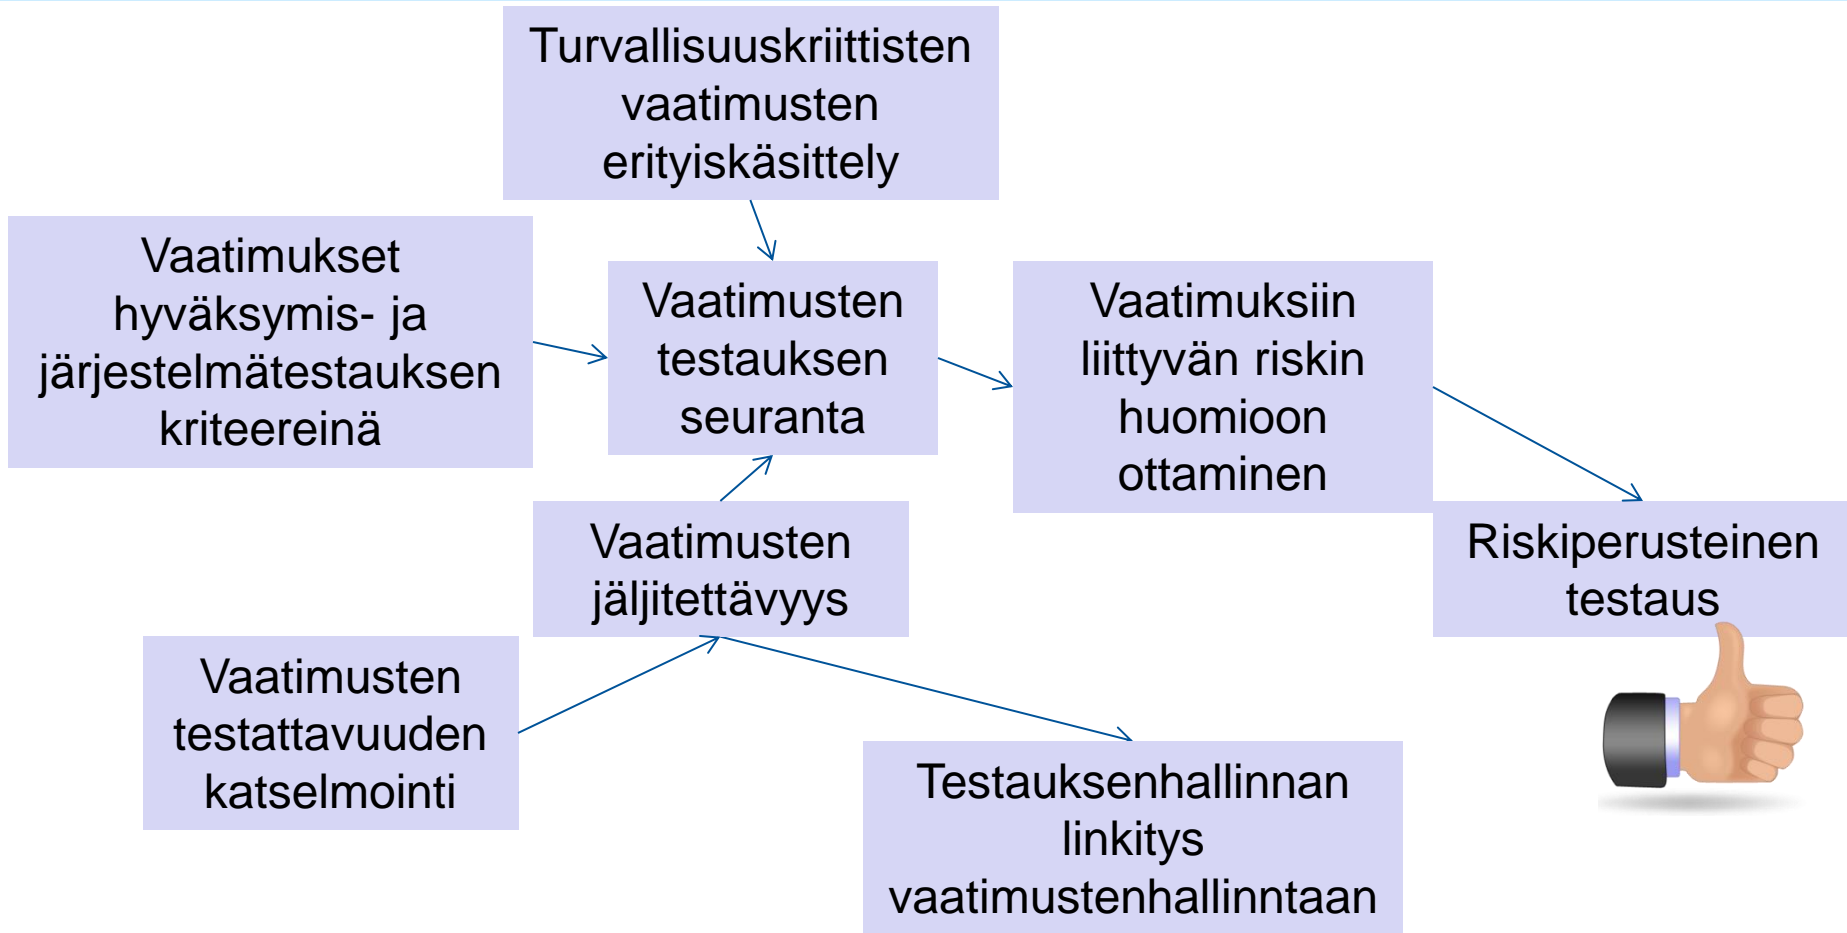 Turvallisuuskriittisten
vaatimusten
erityiskäsittely
Vaatimukset
hyväksymis- ja
järjestelmätestauksen
kriteereinä
Vaatimusten
testauksen
seuranta
Vaatimuksiin
liittyvän riskin
huomioon
ottaminen
Vaatimusten
jäljitettävyys
Riskiperusteinen
testaus
Vaatimusten
testattavuuden
katselmointi
Testauksenhallinnan
linkitys
vaatimustenhallinntaan